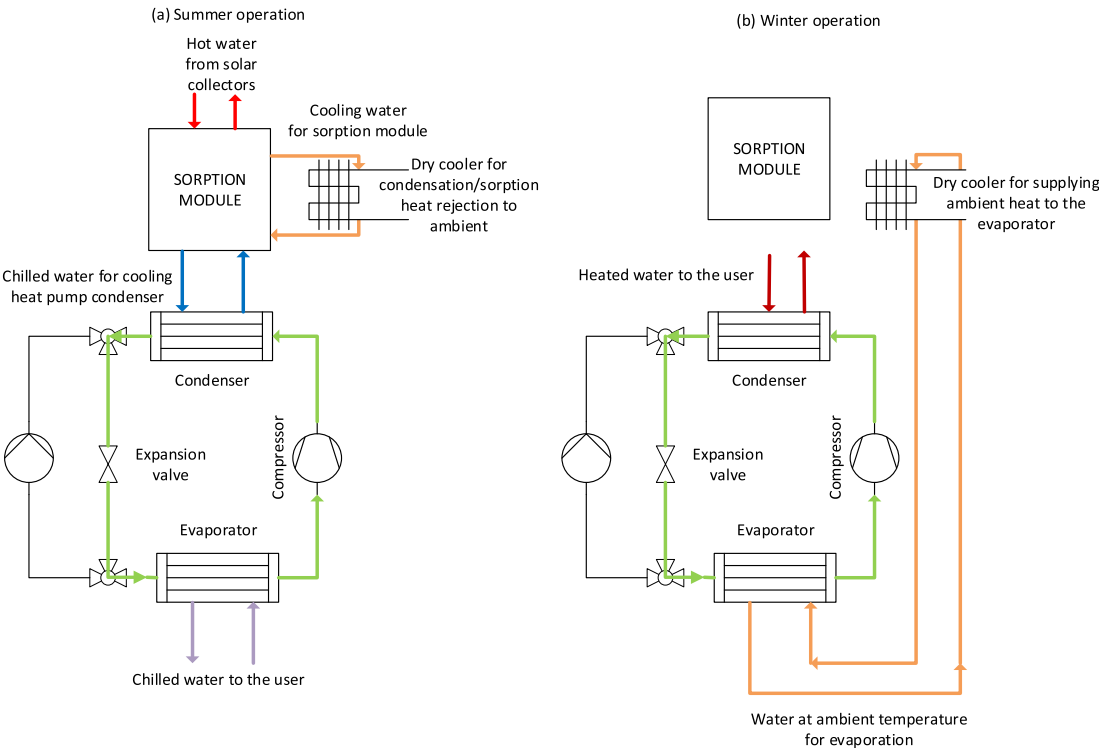 (a) Summer operation
Hot water
from solar
collectors
Cooling water
for sorption module
SORPTION
MODULE
Dry cooler for
condensation/sorption
heat rejection to
ambient
Chilled water for cooling
heat pump condenser
Condenser
Expansion
valve
Compressor
Evaporator
Chilled water to the user
(b) Winter operation
SORPTION
MODULE
Dry cooler for supplying
ambient heat to the
evaporator
Heated water to the user
Condenser
Expansion
valve
Compressor
Evaporator
Water at ambient temperature
for evaporation